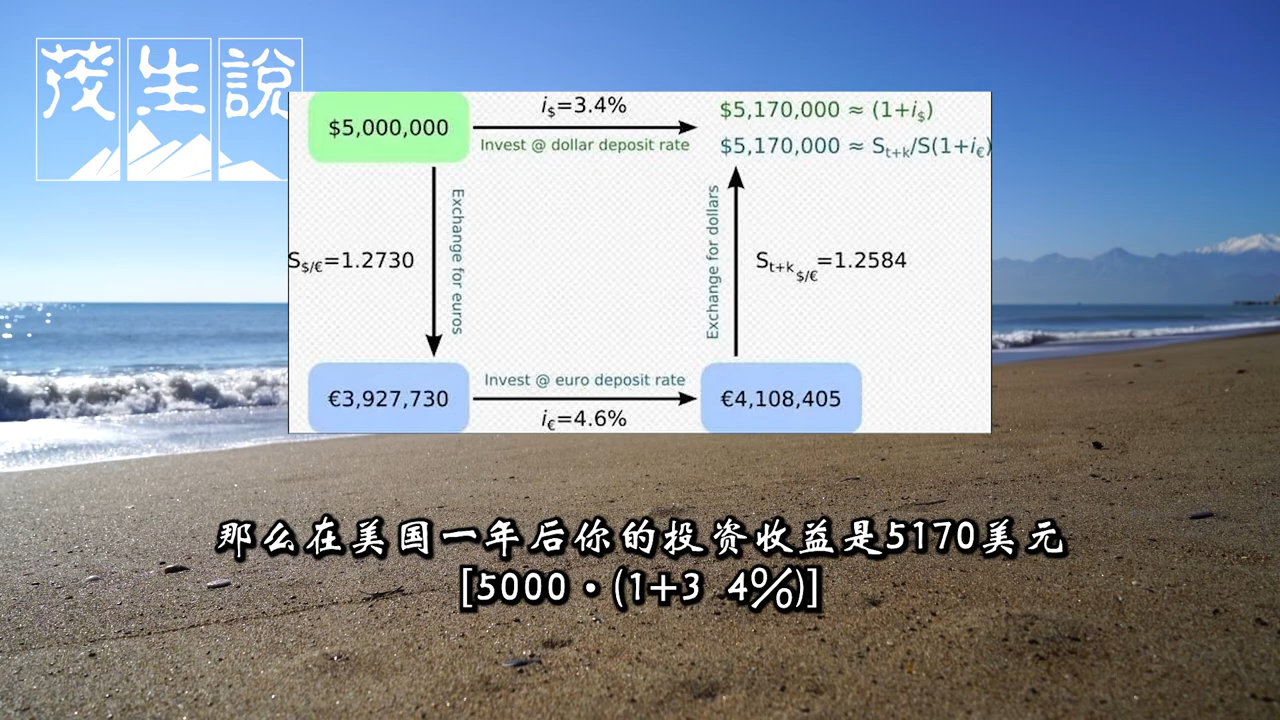 茂生說
$5,000,000
i$=3.4%
Invest @ dollar deposit rate
$5,170,000 ≈ (1+i$)
$5,170,000 ≈ St+k/S(1+i€)
S$/€=1.2730
Exchange for euros
Exchange for dollars
St+k$/€=1.2584
€3,927,730
Invest @ euro deposit rate
i€=4.6%
€4,108,405
那么在美国一年后你的投资收益是5170美元
[5000·(1+3 4%)]